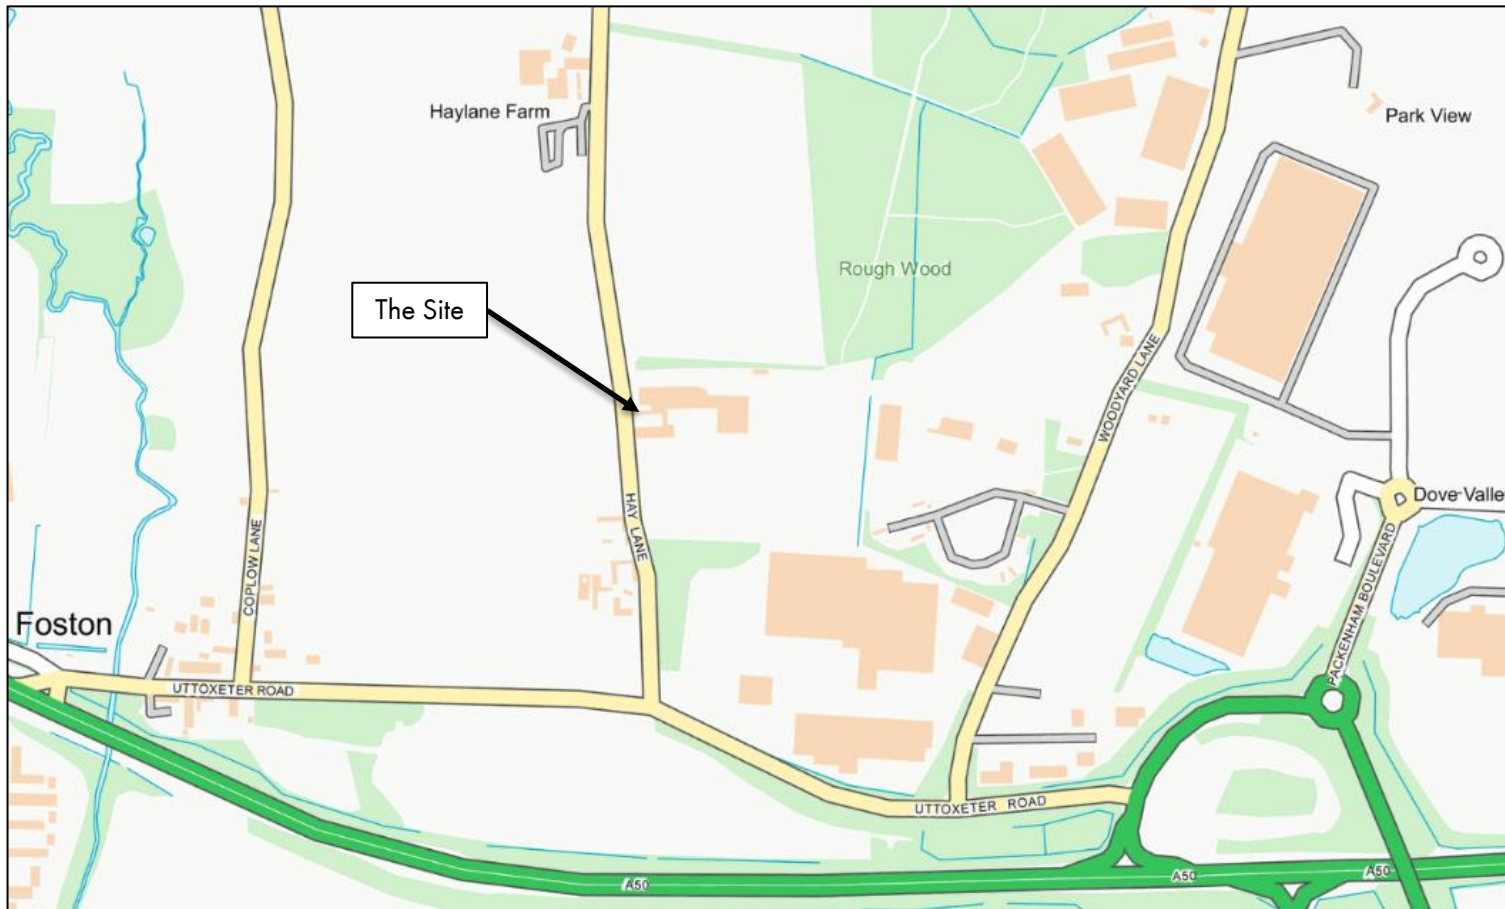 Haylane Farm
Park View
Rough Wood
The Site
WOODYARD LANE
HAY LANE
Dove Valle
COPLOW LANE
PACKENHAM BOULEVARD
Foston
UTTOXETER ROAD
UTTOXETER ROAD
A50
A50
A50